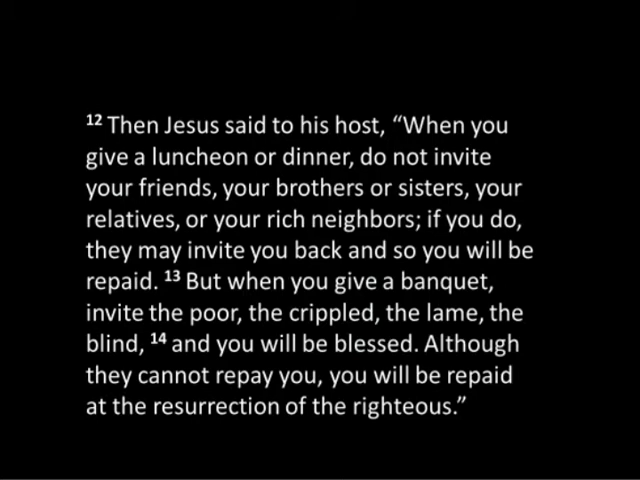 12 Then Jesus said to his host, “When you
give a luncheon or dinner, do not invite
your friends, your brothers or sisters, your
relatives, or your rich neighbors; if you do,
they may invite you back and so you will be
repaid. 13 But when you give a banquet,
invite the poor, the crippled, the lame, the
blind, 14 and you will be blessed. Although
they cannot repay you, you will be repaid
at the resurrection of the righteous.”